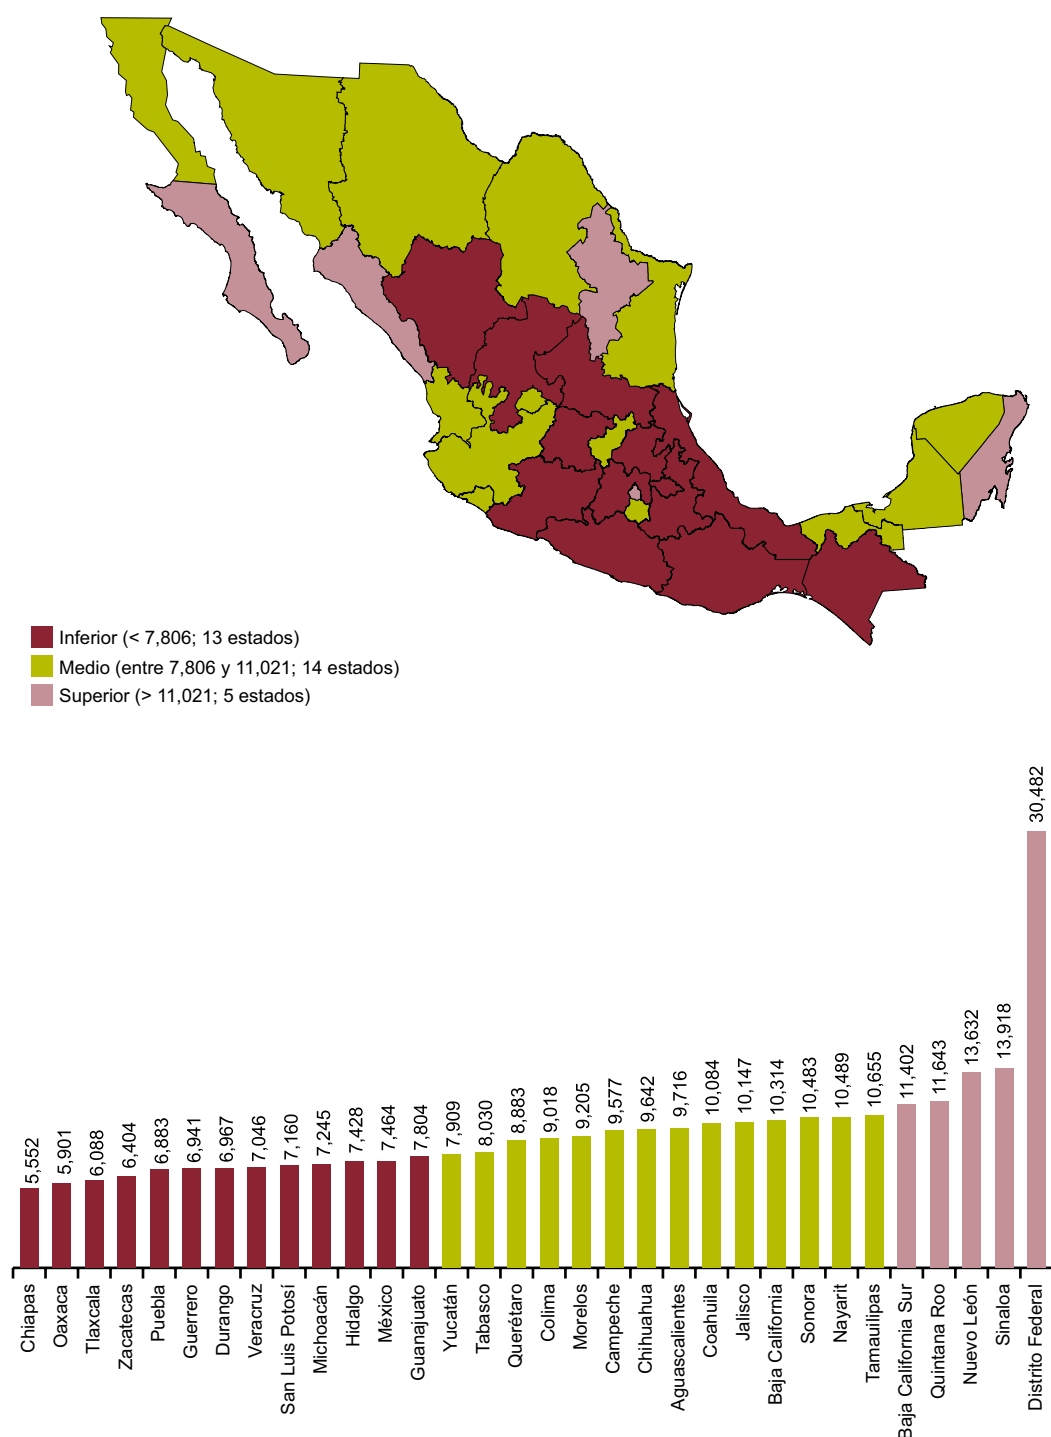 Inferior (< 7,806; 13 estados)
Medio (entre 7,806 y 11,021; 14 estados)
Superior (> 11,021; 5 estados)
5,552
5,901
6,088
6,404
6,883
6,941
6,967
7,046
7,160
7,245
7,428
7,464
7,804
7,909
8,030
8,883
9,018
9,205
9,577
9,642
9,716
10,084
10,147
10,314
10,483
10,489
10,655
11,402
11,643
13,632
13,918
30,482
Chiapas
Oaxaca
Tlaxcala
Zacatecas
Puebla
Guerrero
Durango
Veracruz
San Luis Potosí
Michoacán
Hidalgo
México
Guanajuato
Yucatán
Tabasco
Querétaro
Colima
Morelos
Campeche
Chihuahua
Aguascalientes
Coahuila
Jalisco
Baja California
Sonora
Nayarit
Tamaulipas
Baja California Sur
Quintana Roo
Nuevo León
Sinaloa
Distrito Federal